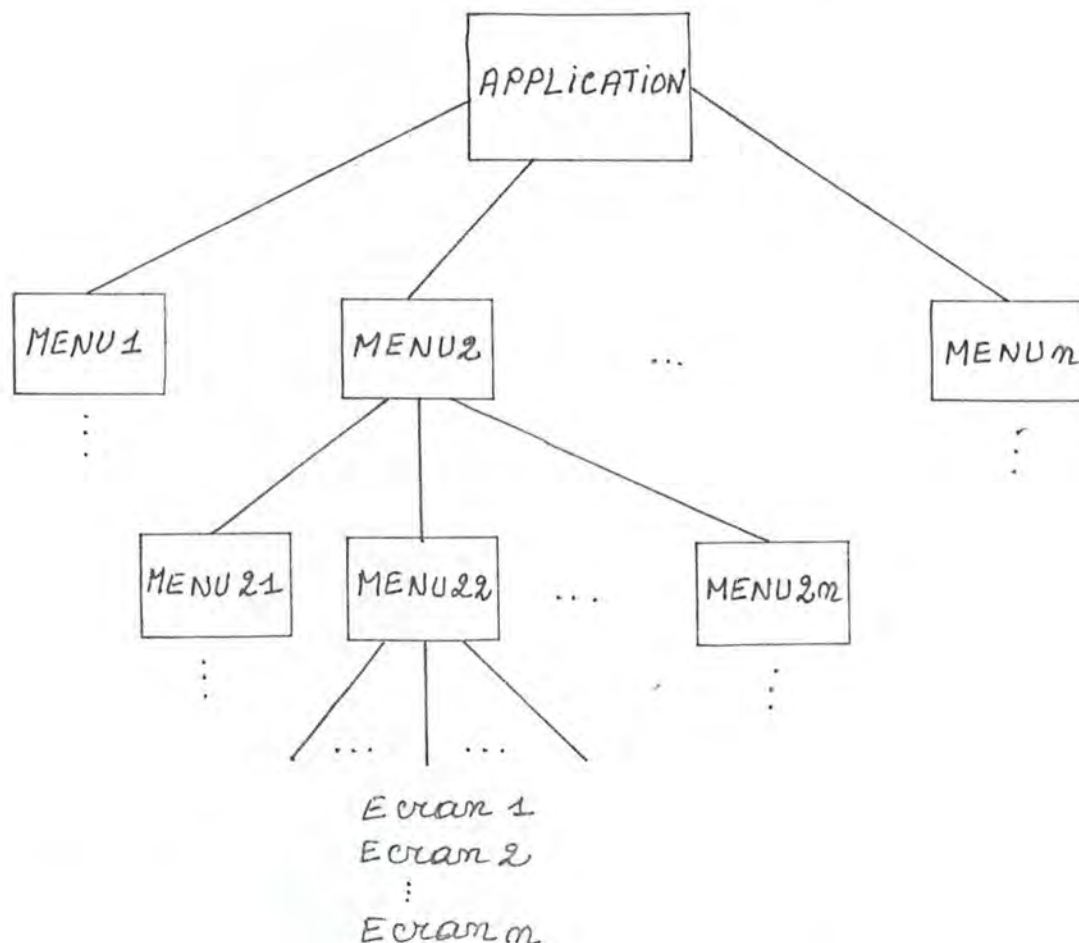 APPLiCATiON
MENU1
MENU2
...
MENUn
MENU21
MENU22
...
MENU2n
... ...
Ecran 1
Ecran 2
Ecran n